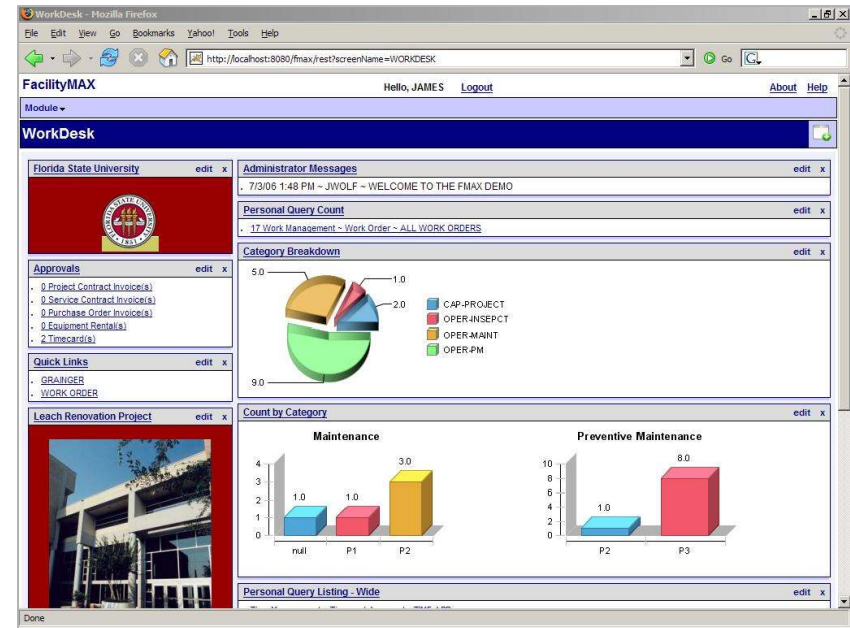 WorkDesk - Mozilla Firefox
File Edit View Go Bookmarks Yahoo! Tools Help
http://localhost:8080/fmax/rest?screenName=WORKDESK
Go
G
FacilityMAX
Hello, JAMES Logout
About Help
Module
WorkDesk
Florida State University edit x
FLORIDA STATE UNIVERSITY
1851
Approvals edit x
0 Project Contract Invoice(s)
0 Service Contract Invoice(s)
0 Purchase Order Invoice(s)
0 Equipment Rental(s)
2 Timecard(s)
Quick Links edit x
GRAINGER
WORK ORDER
Leach Renovation Project edit x
Administrator Messages edit x
7/3/06 1:48 PM ~ JWOLF ~ WELCOME TO THE FMAX DEMO
Personal Query Count edit x
17 Work Management ~ Work Order ~ ALL WORK ORDERS
Category Breakdown edit x
5.0
1.0
2.0
9.0
CAP-PROJECT
OPER-INSEPCT
OPER-MAINT
OPER-PM
Count by Category edit x
Maintenance
4
3
2
1
0
1.0 1.0 3.0
null P1 P2
Preventive Maintenance
10
8
6
4
2
0
1.0 8.0
P2 P3
Personal Query Listing - Wide edit x
Done